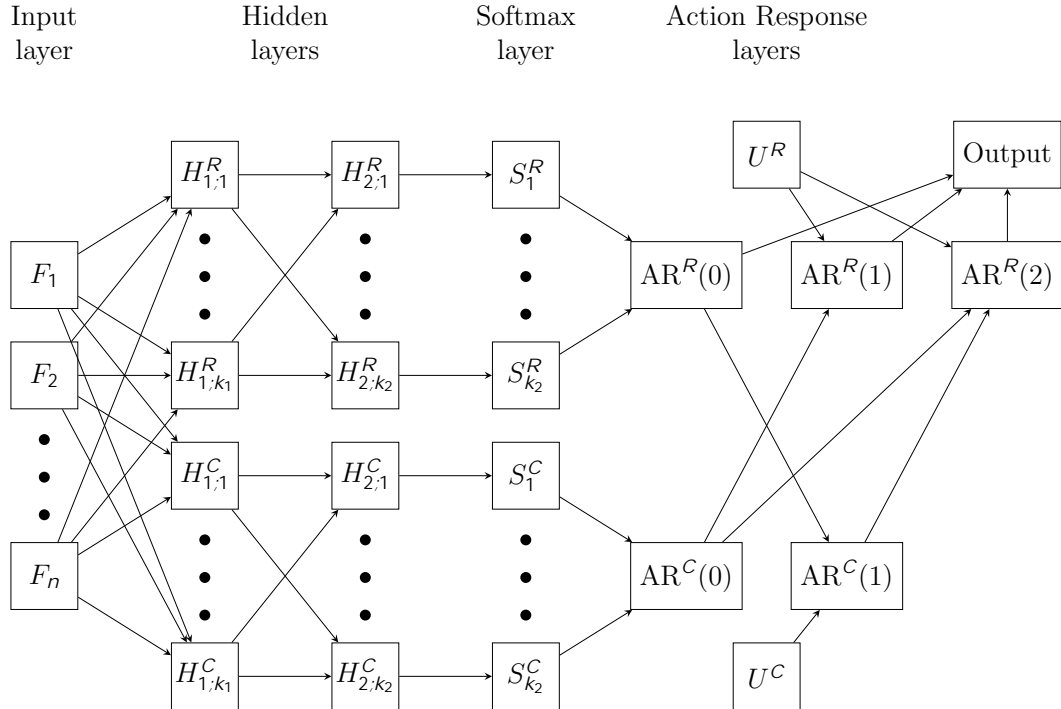 Input layer
Hidden layers
Softmax layer
Action Response layers
U^R
Output
H^R_{1;1}
H^R_{2;1}
S^R_1
F_1
AR^R(0)
AR^R(1)
AR^R(2)
F_2
H^R_{1;k_1}
H^R_{2;k_2}
S^R_{k_2}
H^C_{1;1}
H^C_{2;1}
S^C_1
F_n
AR^C(0)
AR^C(1)
H^C_{1;k_1}
H^C_{2;k_2}
S^C_{k_2}
U^C